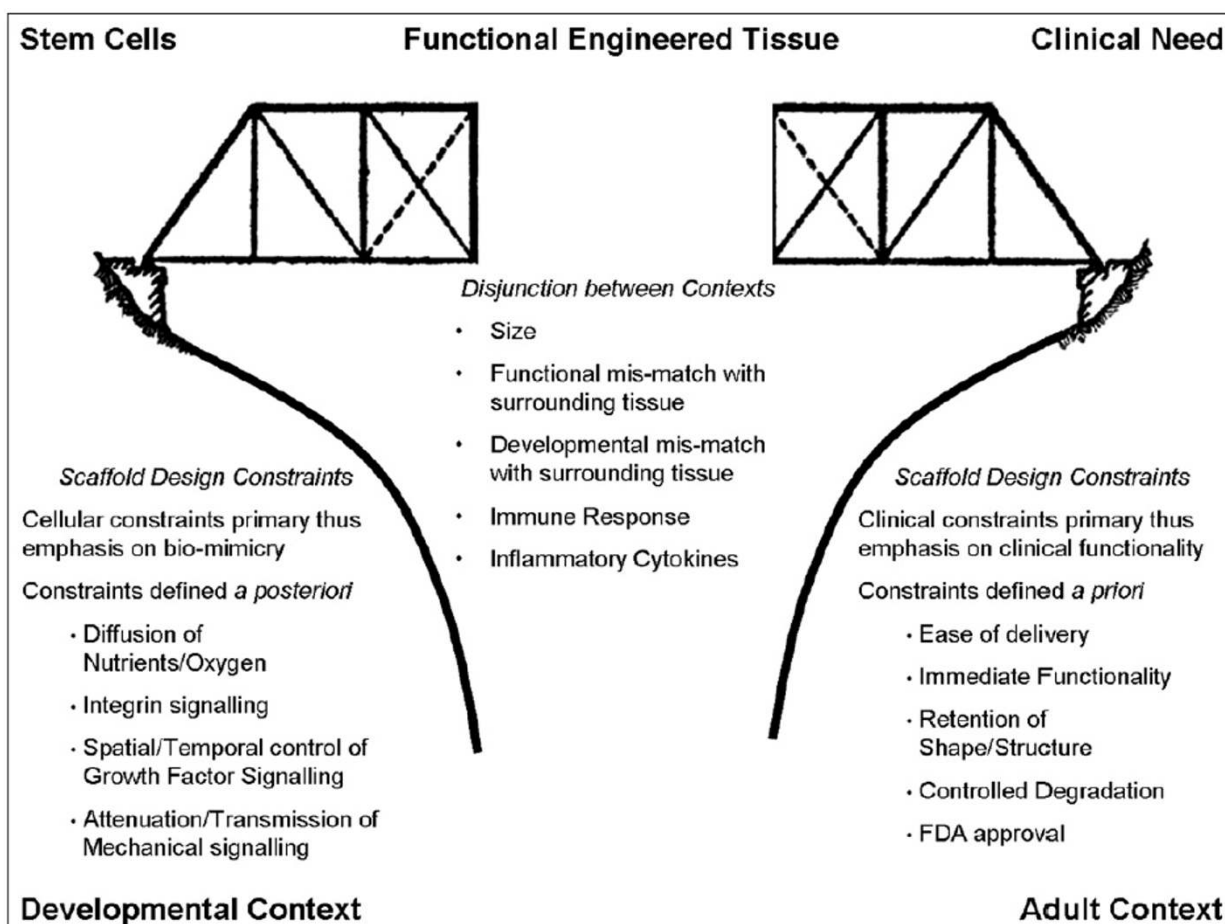 Stem Cells
Functional Engineered Tissue
Clinical Need
Disjunction between Contexts
• Size
• Functional mis-match with
surrounding tissue
• Developmental mis-match
with surrounding tissue
• Immune Response
• Inflammatory Cytokines
Scaffold Design Constraints
Cellular constraints primary thus
emphasis on bio-mimicry
Constraints defined a posteriori
• Diffusion of
Nutrients/Oxygen
• Integrin signalling
• Spatial/Temporal control of
Growth Factor Signalling
• Attenuation/Transmission of
Mechanical signalling
Scaffold Design Constraints
Clinical constraints primary thus
emphasis on clinical functionality
Constraints defined a priori
• Ease of delivery
• Immediate Functionality
• Retention of
Shape/Structure
• Controlled Degradation
• FDA approval
Developmental Context
Adult Context